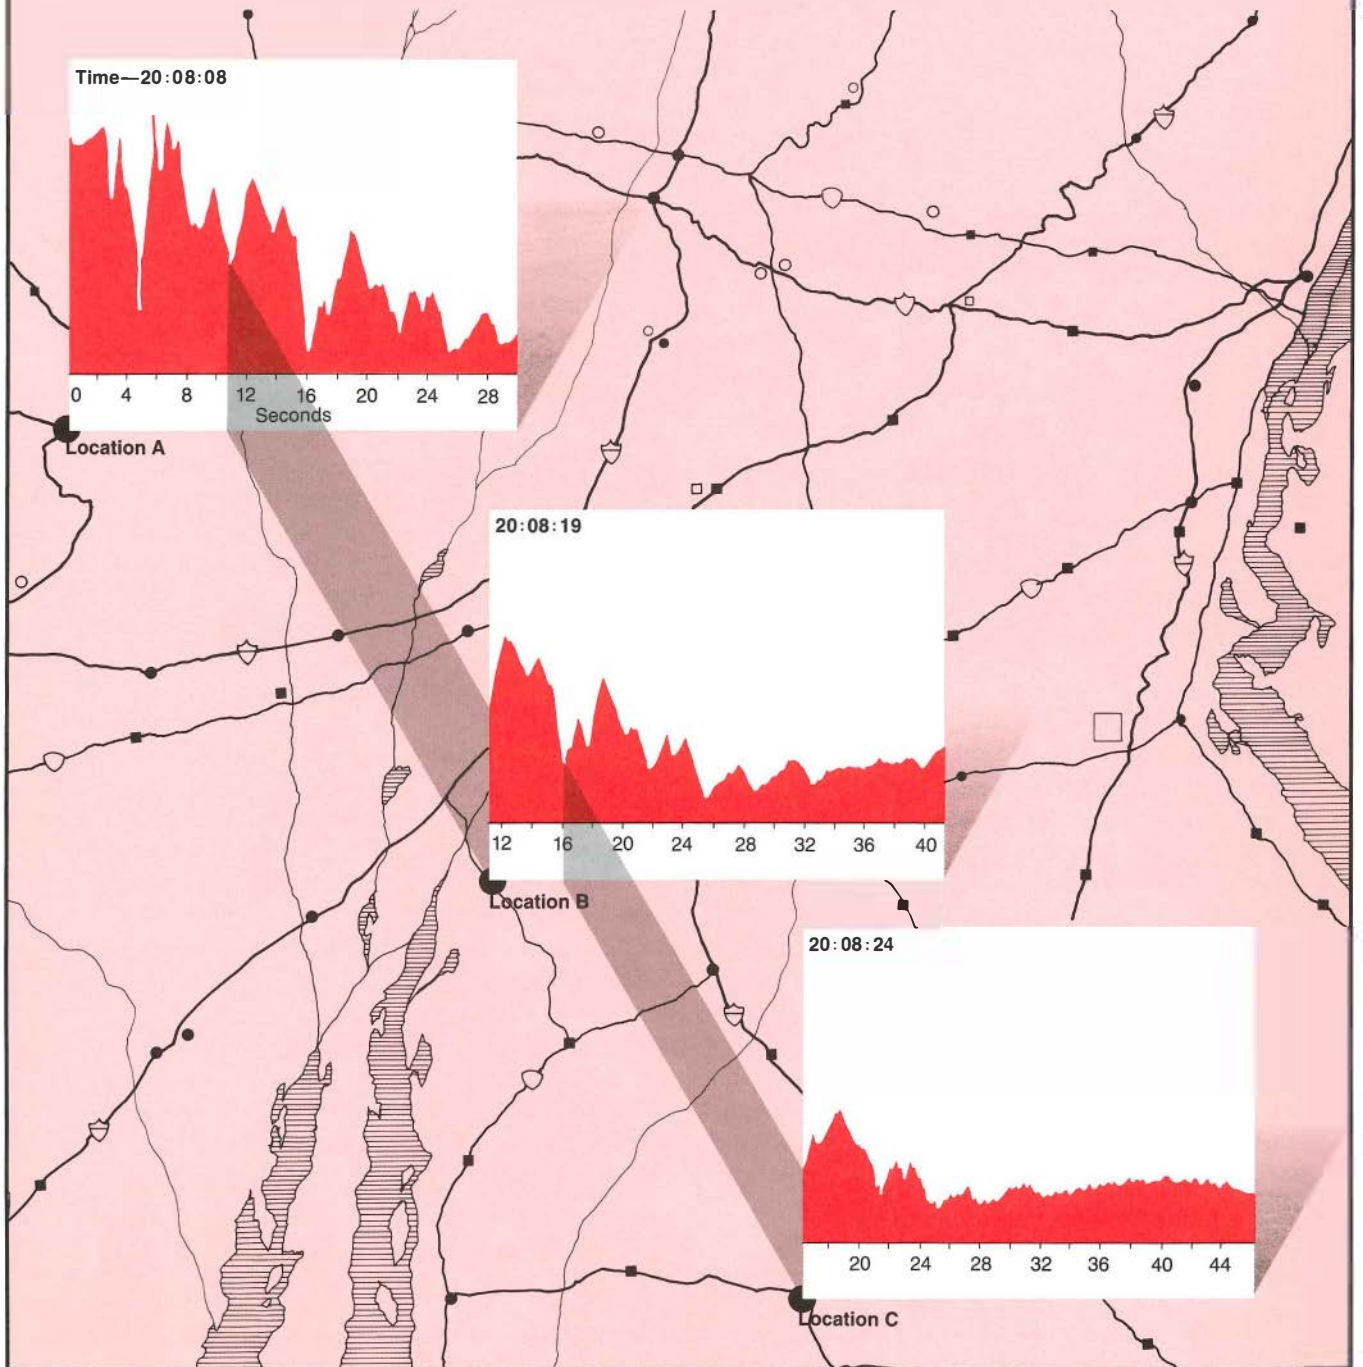 Time—20:08:08
0 4 8 12 16 20 24 28
Seconds
Location A
20:08:19
12 16 20 24 28 32 36 40
Location B
20:08:24
20 24 28 32 36 40 44
Location C